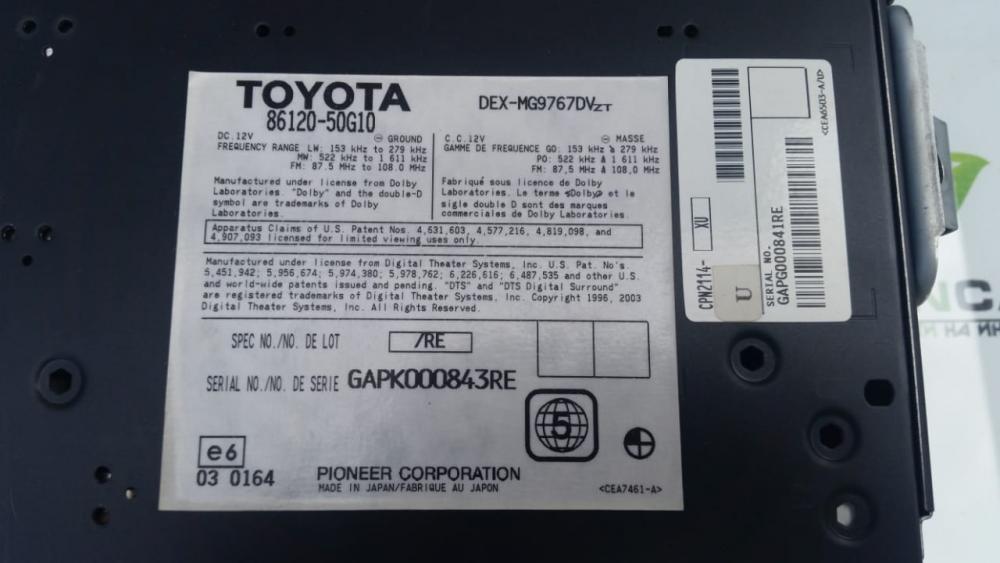 TOYOTA
86120-50G10
DEX-MG9767DVZT
DC.12V ⊖ GROUND
FREQUENCY RANGE LW: 153 kHz to 279 kHz
MW: 522 kHz to 1 611 kHz
FM: 87.5 MHz to 108.0 MHz
C.C.12V ⊖ MASSE
GAMME DE FREQUENCE GO: 153 kHz à 279 kHz
PO: 522 kHz à 1 611 kHz
FM: 87,5 MHz à 108,0 MHz
Manufactured under license from Dolby
Laboratories. "Dolby" and the double-D
symbol are trademarks of Dolby
Laboratories.
Fabriqué sous licence de Dolby
Laboratories. Le terme «Dolby» et le
sigle double D sont des marques
commerciales de Dolby Laboratories.
Apparatus Claims of U.S. Patent Nos. 4,631,603, 4,577,216, 4,819,098, and
4,907,093 licensed for limited viewing uses only.
Manufactured under license from Digital Theater Systems, Inc. U.S. Pat. No's.
5,451,942; 5,956,674; 5,974,380; 5,978,762; 6,226,616; 6,487,535 and other U.S.
and world-wide patents issued and pending. "DTS" and "DTS Digital Surround"
are registered trademarks of Digital Theater Systems, Inc. Copyright 1996, 2003
Digital Theater Systems, Inc. All Rights Reserved.
SPEC NO./NO. DE LOT /RE
SERIAL NO./NO. DE SERIE GAPK000843RE
5
e6
03 0164
PIONEER CORPORATION
MADE IN JAPAN/FABRIQUE AU JAPON
<CEA7461-A>
CPN2114- XU
U
SERIAL NO.
GAPG000841RE
<CEA6503-A/U>